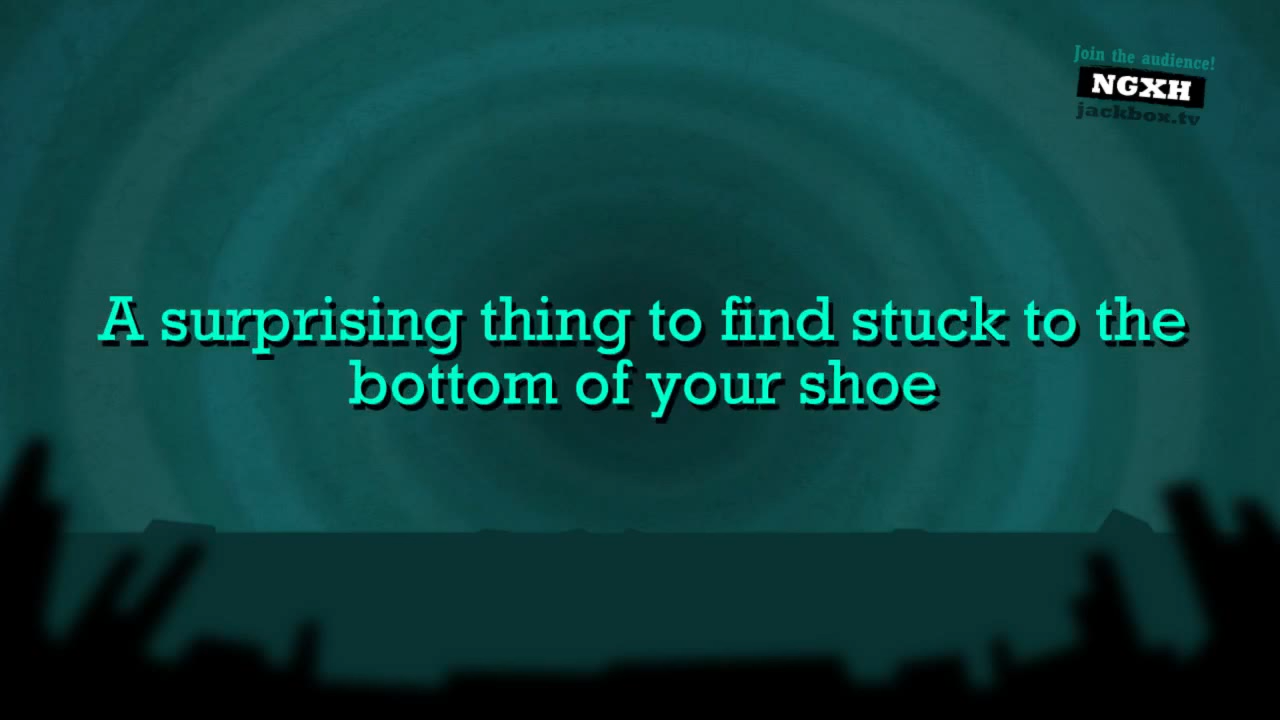 Join the audience!
NGXH
jackbox.tv
A surprising thing to find stuck to the
bottom of your shoe